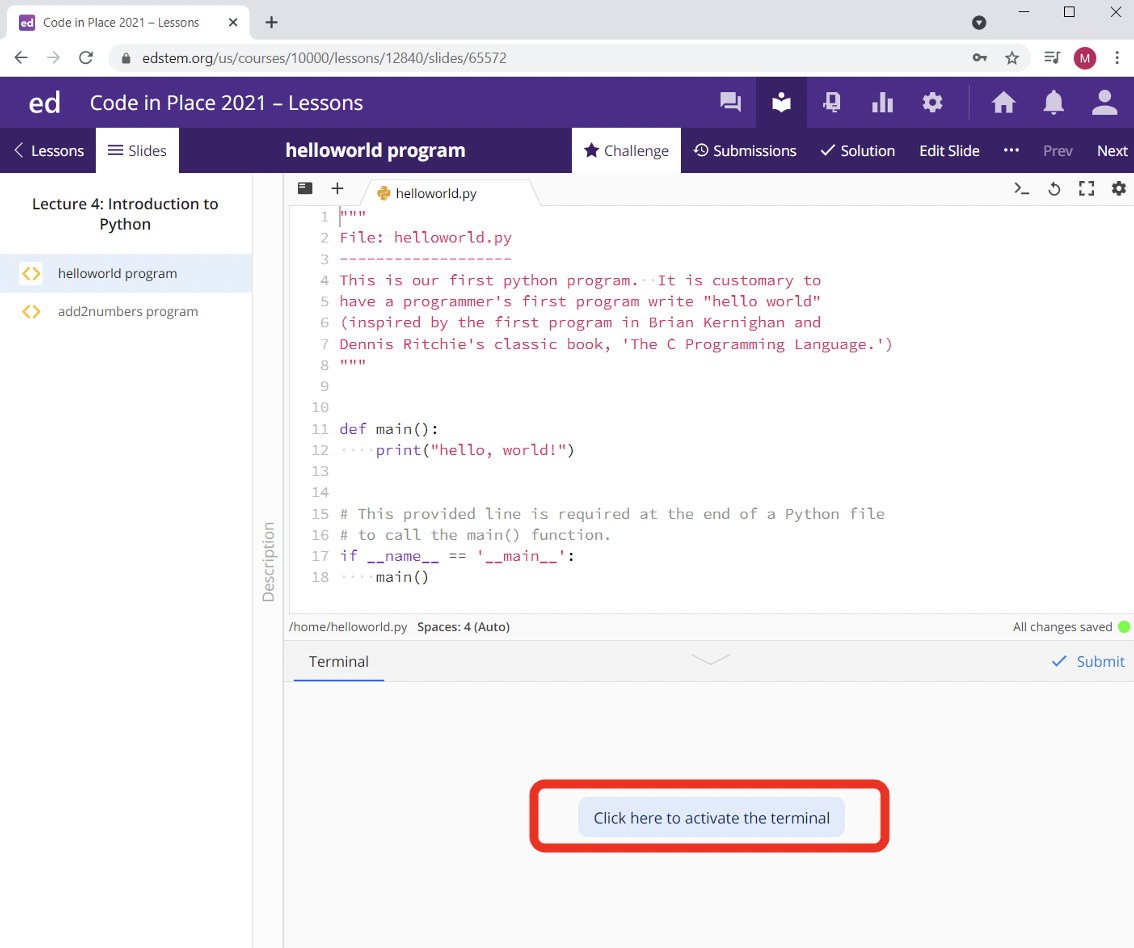 ed Code in Place 2021 – Lessons
edstem.org/us/courses/10000/lessons/12840/slides/65572
M
ed Code in Place 2021 – Lessons
Lessons Slides helloworld program Challenge Submissions Solution Edit Slide ... Prev Next
Lecture 4: Introduction to
Python
helloworld program
add2numbers program
Description
helloworld.py
1 """
2 File: helloworld.py
3 -------------------
4 This is our first python program.  It is customary to
5 have a programmer's first program write "hello world"
6 (inspired by the first program in Brian Kernighan and
7 Dennis Ritchie's classic book, 'The C Programming Language.')
8 """
9
10
11 def main():
12     print("hello, world!")
13
14
15 # This provided line is required at the end of a Python file
16 # to call the main() function.
17 if __name__ == '__main__':
18     main()
/home/helloworld.py Spaces: 4 (Auto) All changes saved
Terminal Submit
Click here to activate the terminal